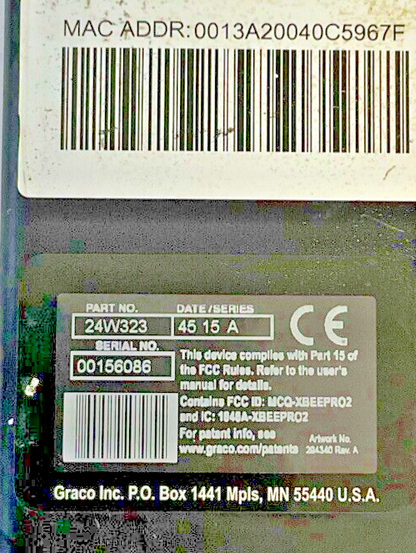 MAC ADDR:0013A20040C5967F
PART NO. DATE/SERIES
24W323 45 15 A
CE
SERIAL NO.
00156086
This device complies with Part 15 of
the FCC Rules. Refer to the user's
manual for details.
Contains FCC ID: MCQ-XBEEPRO2
and IC: 1846A-XBEEPRO2
For patent info, see
www.graco.com/patents
Artwork No.
294340 Rev. A
Graco Inc. P.O. Box 1441 Mpls, MN 55440 U.S.A.